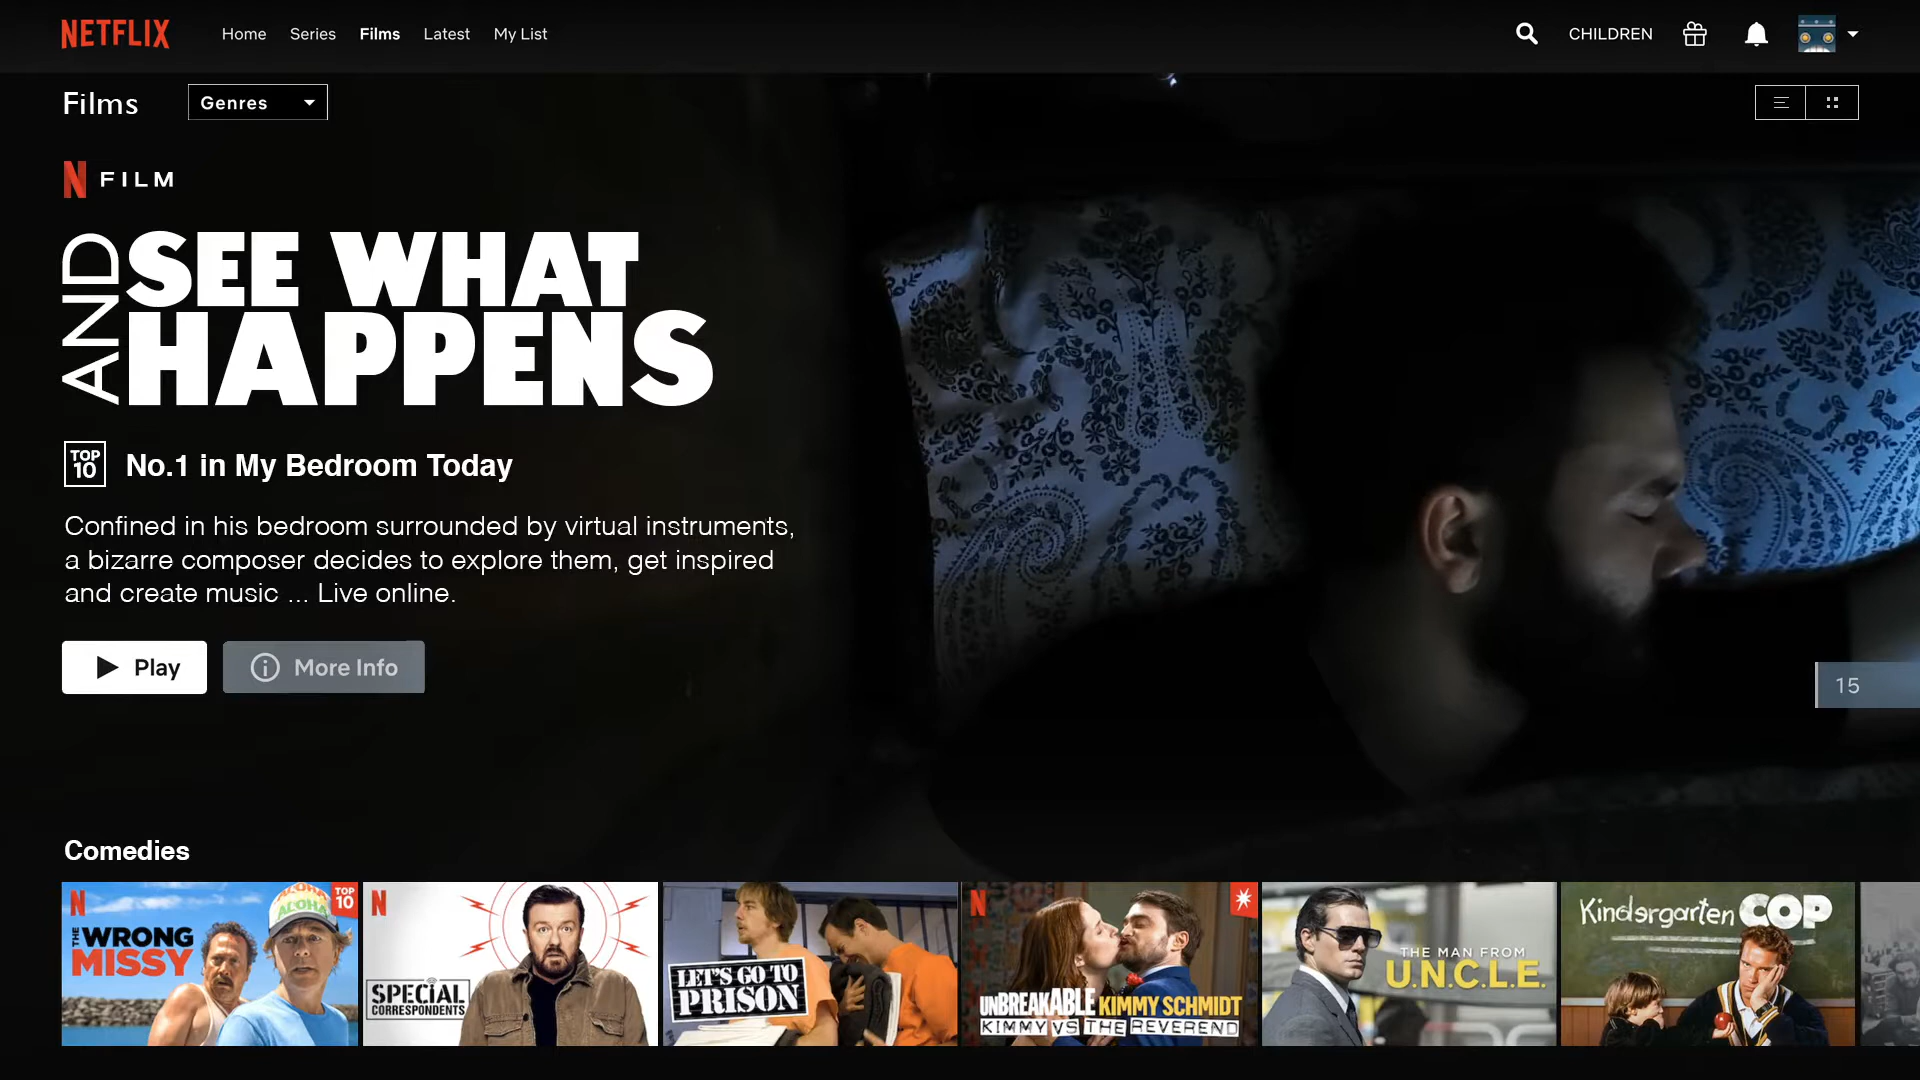 NETFLIX
Home Series Films Latest My List
CHILDREN
Films
Genres
N FILM
AND SEE WHAT
HAPPENS
TOP
10
No.1 in My Bedroom Today
Confined in his bedroom surrounded by virtual instruments,
a bizarre composer decides to explore them, get inspired
and create music ... Live online.
Play
More Info
15
Comedies
N
TOP
10
ALOHA
THE WRONG
MISSY
N
SPECIAL
CORRESPONDENTS
LET'S GO TO
PRISON
N
UNBREAKABLE KIMMY SCHMIDT
KIMMY VS THE REVEREND
THE MAN FROM
U.N.C.L.E.
Kindergarten COP